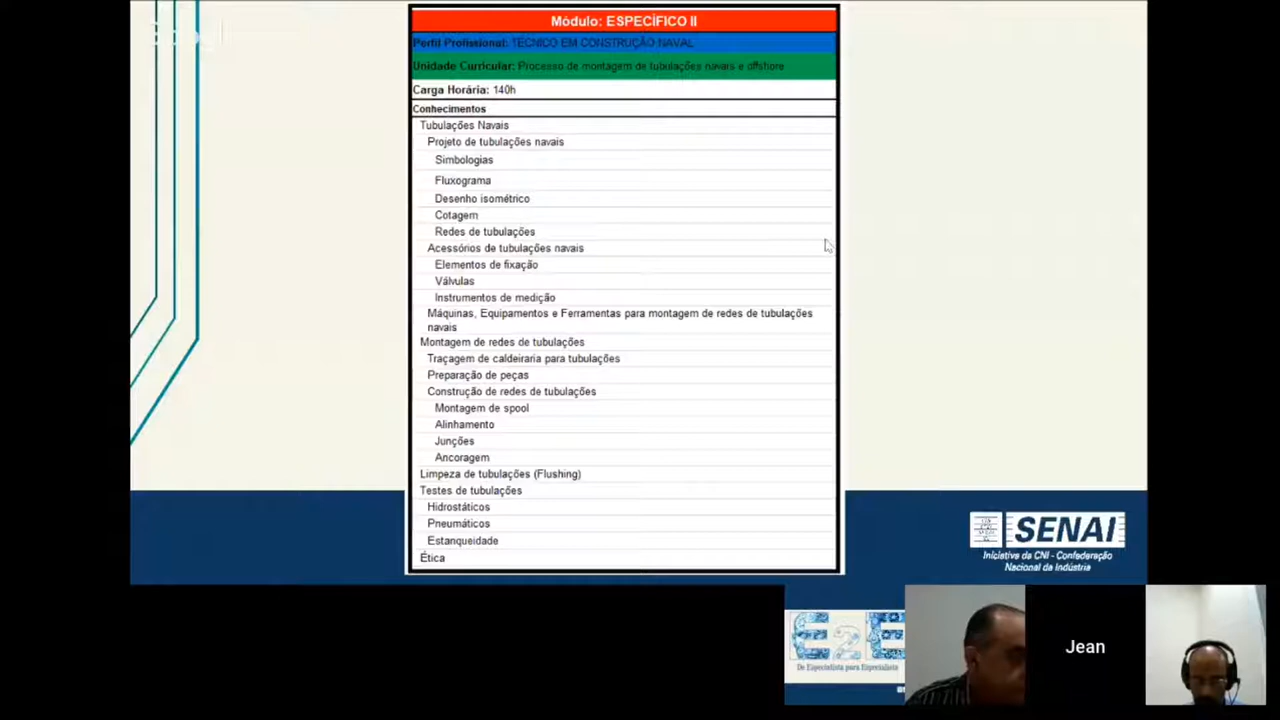 Módulo: ESPECÍFICO II
Perfil Profissional: TÉCNICO EM CONSTRUÇÃO NAVAL
Unidade Curricular: Processo de montagem de tubulações navais e offshore
Carga Horária: 140h
Conhecimentos
Tubulações Navais
Projeto de tubulações navais
Simbologias
Fluxograma
Desenho isométrico
Cotagem
Redes de tubulações
Acessórios de tubulações navais
Elementos de fixação
Válvulas
Instrumentos de medição
Máquinas, Equipamentos e Ferramentas para montagem de redes de tubulações
navais
Montagem de redes de tubulações
Traçagem de caldeiraria para tubulações
Preparação de peças
Construção de redes de tubulações
Montagem de spool
Alinhamento
Junções
Ancoragem
Limpeza de tubulações (Flushing)
Testes de tubulações
Hidrostáticos
Pneumáticos
Estanqueidade
Ética
SENAI
Iniciativa da CNI - Confederação
Nacional da Indústria
E2E
De Especialista para Especialista
Jean